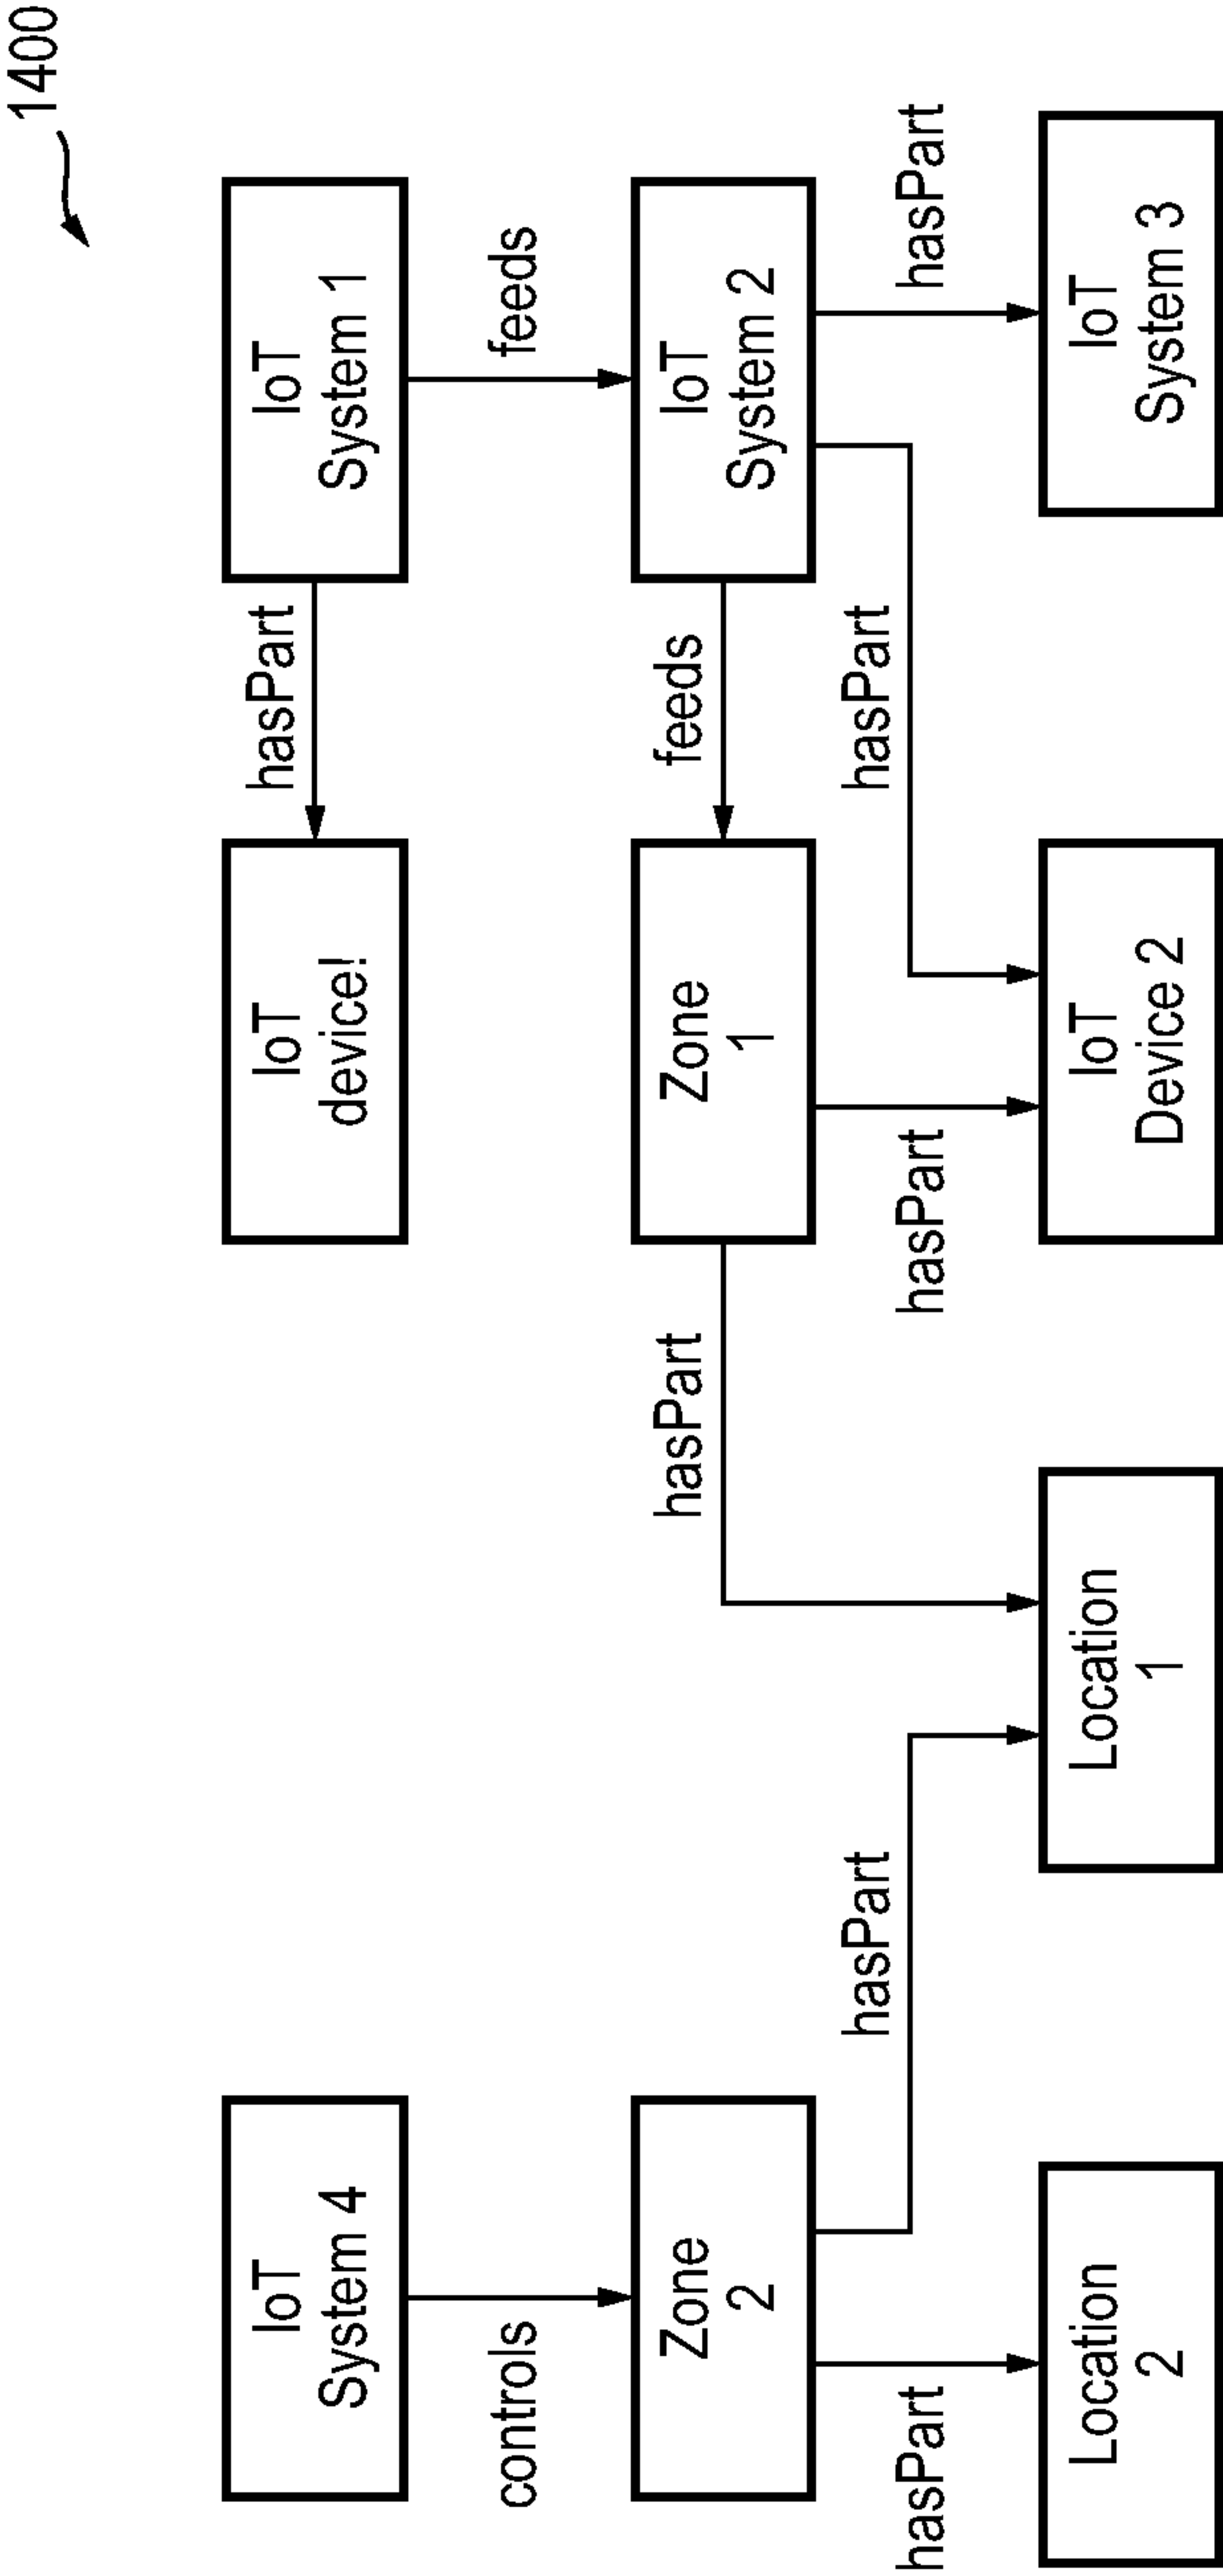 1400
IoT
System 4
IoT
device!
hasPart
IoT
System 1
controls
feeds
Zone
2
hasPart
Zone
1
feeds
IoT
System 2
hasPart
hasPart
hasPart
hasPart
hasPart
Location
2
Location
1
IoT
Device 2
IoT
System 3